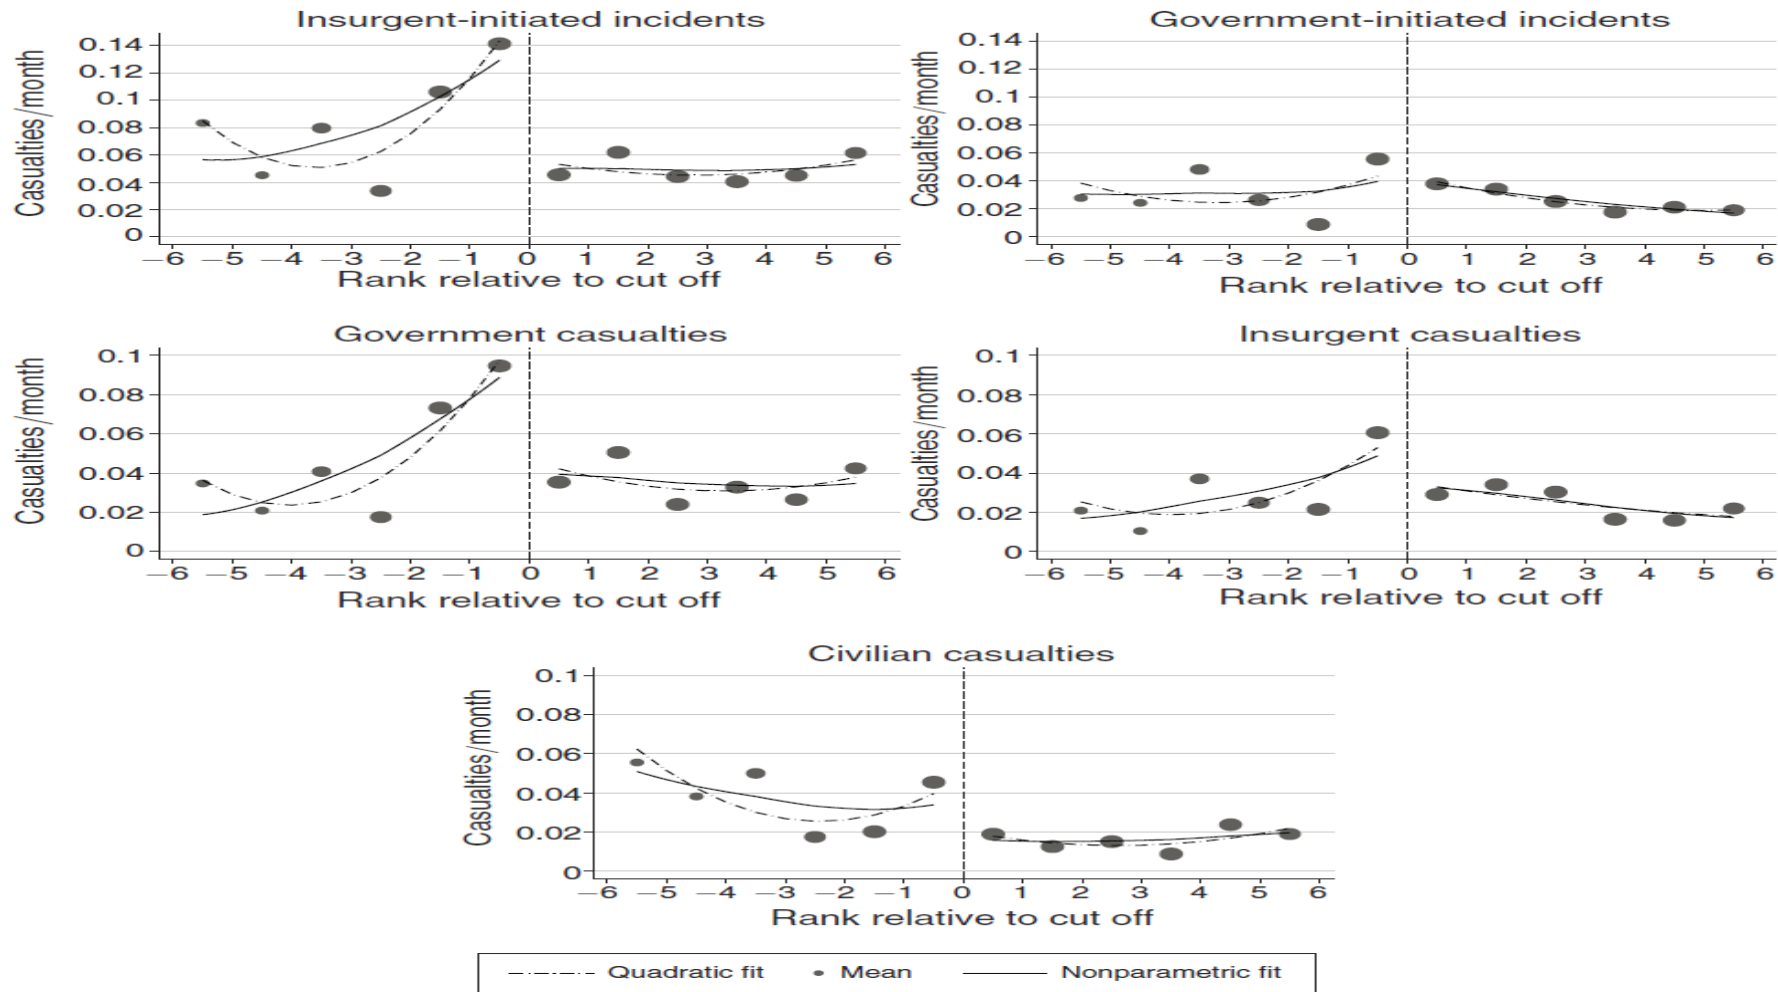 Insurgent-initiated incidents
Casualties/month
0.14
0.12
0.1
0.08
0.06
0.04
0.02
0
−6 −5 −4 −3 −2 −1 0 1 2 3 4 5 6
Rank relative to cut off
Government-initiated incidents
Casualties/month
0.14
0.12
0.1
0.08
0.06
0.04
0.02
0
−6 −5 −4 −3 −2 −1 0 1 2 3 4 5 6
Rank relative to cut off
Government casualties
Casualties/month
0.1
0.08
0.06
0.04
0.02
0
−6 −5 −4 −3 −2 −1 0 1 2 3 4 5 6
Rank relative to cut off
Insurgent casualties
Casualties/month
0.1
0.08
0.06
0.04
0.02
0
−6 −5 −4 −3 −2 −1 0 1 2 3 4 5 6
Rank relative to cut off
Civilian casualties
Casualties/month
0.1
0.08
0.06
0.04
0.02
0
−6 −5 −4 −3 −2 −1 0 1 2 3 4 5 6
Rank relative to cut off
Quadratic fit Mean Nonparametric fit